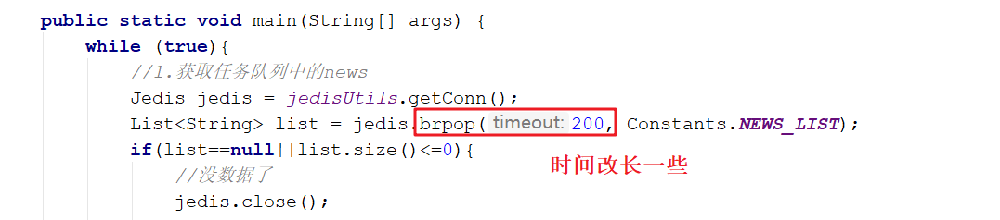 public static void main(String[] args) {
while (true){
//1.获取任务队列中的news
Jedis jedis = jedisUtils.getConn();
List<String> list = jedis.brpop( timeout: 200, Constants.NEWS_LIST);
if(list==null||list.size()<=0){
时间改长一些
//没数据了
jedis.close();